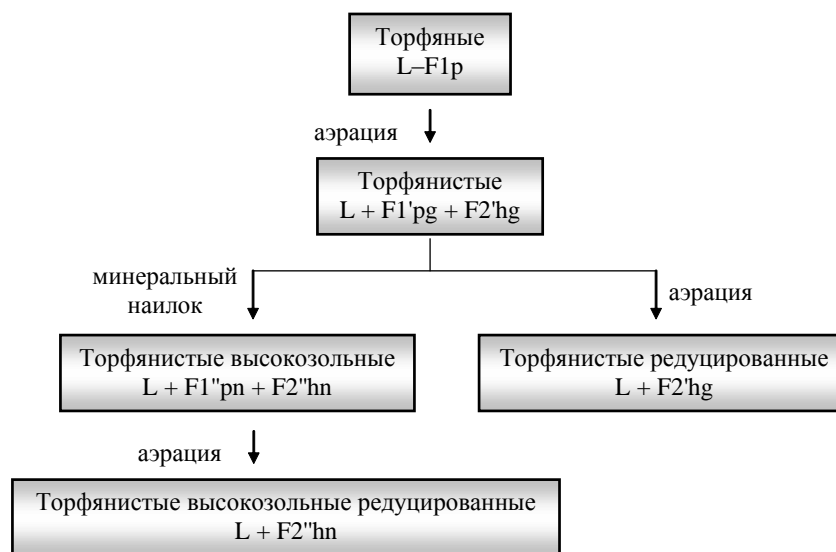 Торфяные
L–F1p
аэрация
Торфянистые
L + F1'pg + F2'hg
минеральный
наилок
аэрация
Торфянистые высокозольные
L + F1"pn + F2"hn
Торфянистые редуцированные
L + F2'hg
аэрация
Торфянистые высокозольные редуцированные
L + F2"hn